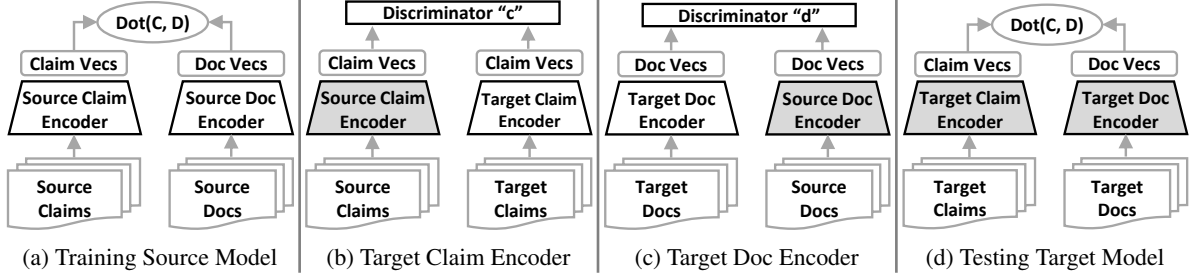 Dot(C, D)
Claim Vecs
Doc Vecs
Source Claim
Encoder
Source Doc
Encoder
Source
Claims
Source
Docs
(a) Training Source Model
Discriminator “c”
Claim Vecs
Claim Vecs
Source Claim
Encoder
Target Claim
Encoder
Source
Claims
Target
Claims
(b) Target Claim Encoder
Discriminator “d”
Doc Vecs
Doc Vecs
Target Doc
Encoder
Source Doc
Encoder
Target
Docs
Source
Docs
(c) Target Doc Encoder
Dot(C, D)
Claim Vecs
Doc Vecs
Target Claim
Encoder
Target Doc
Encoder
Target
Claims
Target
Docs
(d) Testing Target Model